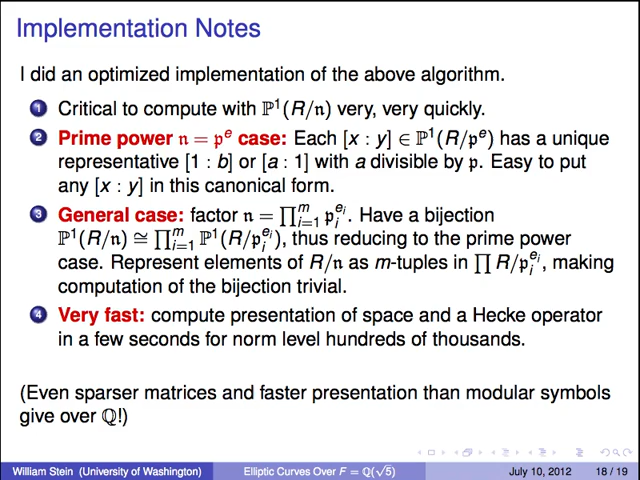 Implementation Notes
I did an optimized implementation of the above algorithm.
1 Critical to compute with ℙ¹(R/𝔫) very, very quickly.
2 Prime power 𝔫 = 𝔭ᵉ case: Each [x : y] ∈ ℙ¹(R/𝔭ᵉ) has a unique
representative [1 : b] or [a : 1] with a divisible by 𝔭. Easy to put
any [x : y] in this canonical form.
3 General case: factor 𝔫 = ∏ᵢ₌₁ᵐ 𝔭ᵢ^{eᵢ}. Have a bijection
ℙ¹(R/𝔫) ≅ ∏ᵢ₌₁ᵐ ℙ¹(R/𝔭ᵢ^{eᵢ}), thus reducing to the prime power
case. Represent elements of R/𝔫 as m-tuples in ∏ R/𝔭ᵢ^{eᵢ}, making
computation of the bijection trivial.
4 Very fast: compute presentation of space and a Hecke operator
in a few seconds for norm level hundreds of thousands.
(Even sparser matrices and faster presentation than modular symbols
give over ℚ!)
William Stein (University of Washington) Elliptic Curves Over F = ℚ(√5) July 10, 2012 18 / 19